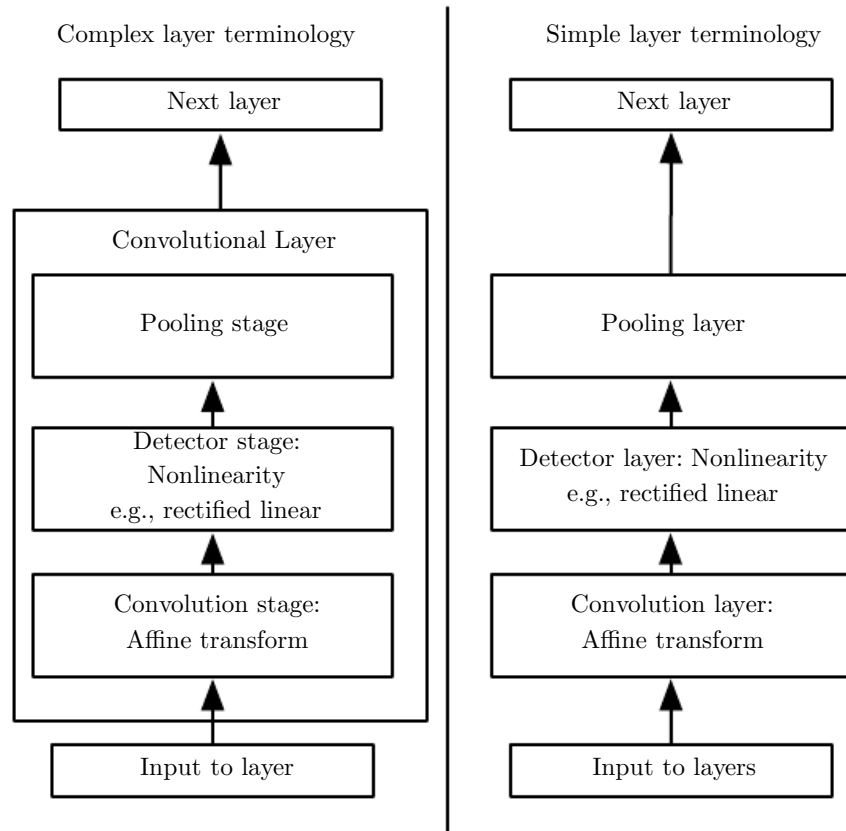 Complex layer terminology
Next layer
Convolutional Layer
Pooling stage
Detector stage:
Nonlinearity
e.g., rectified linear
Convolution stage:
Affine transform
Input to layer
Simple layer terminology
Next layer
Pooling layer
Detector layer: Nonlinearity
e.g., rectified linear
Convolution layer:
Affine transform
Input to layers